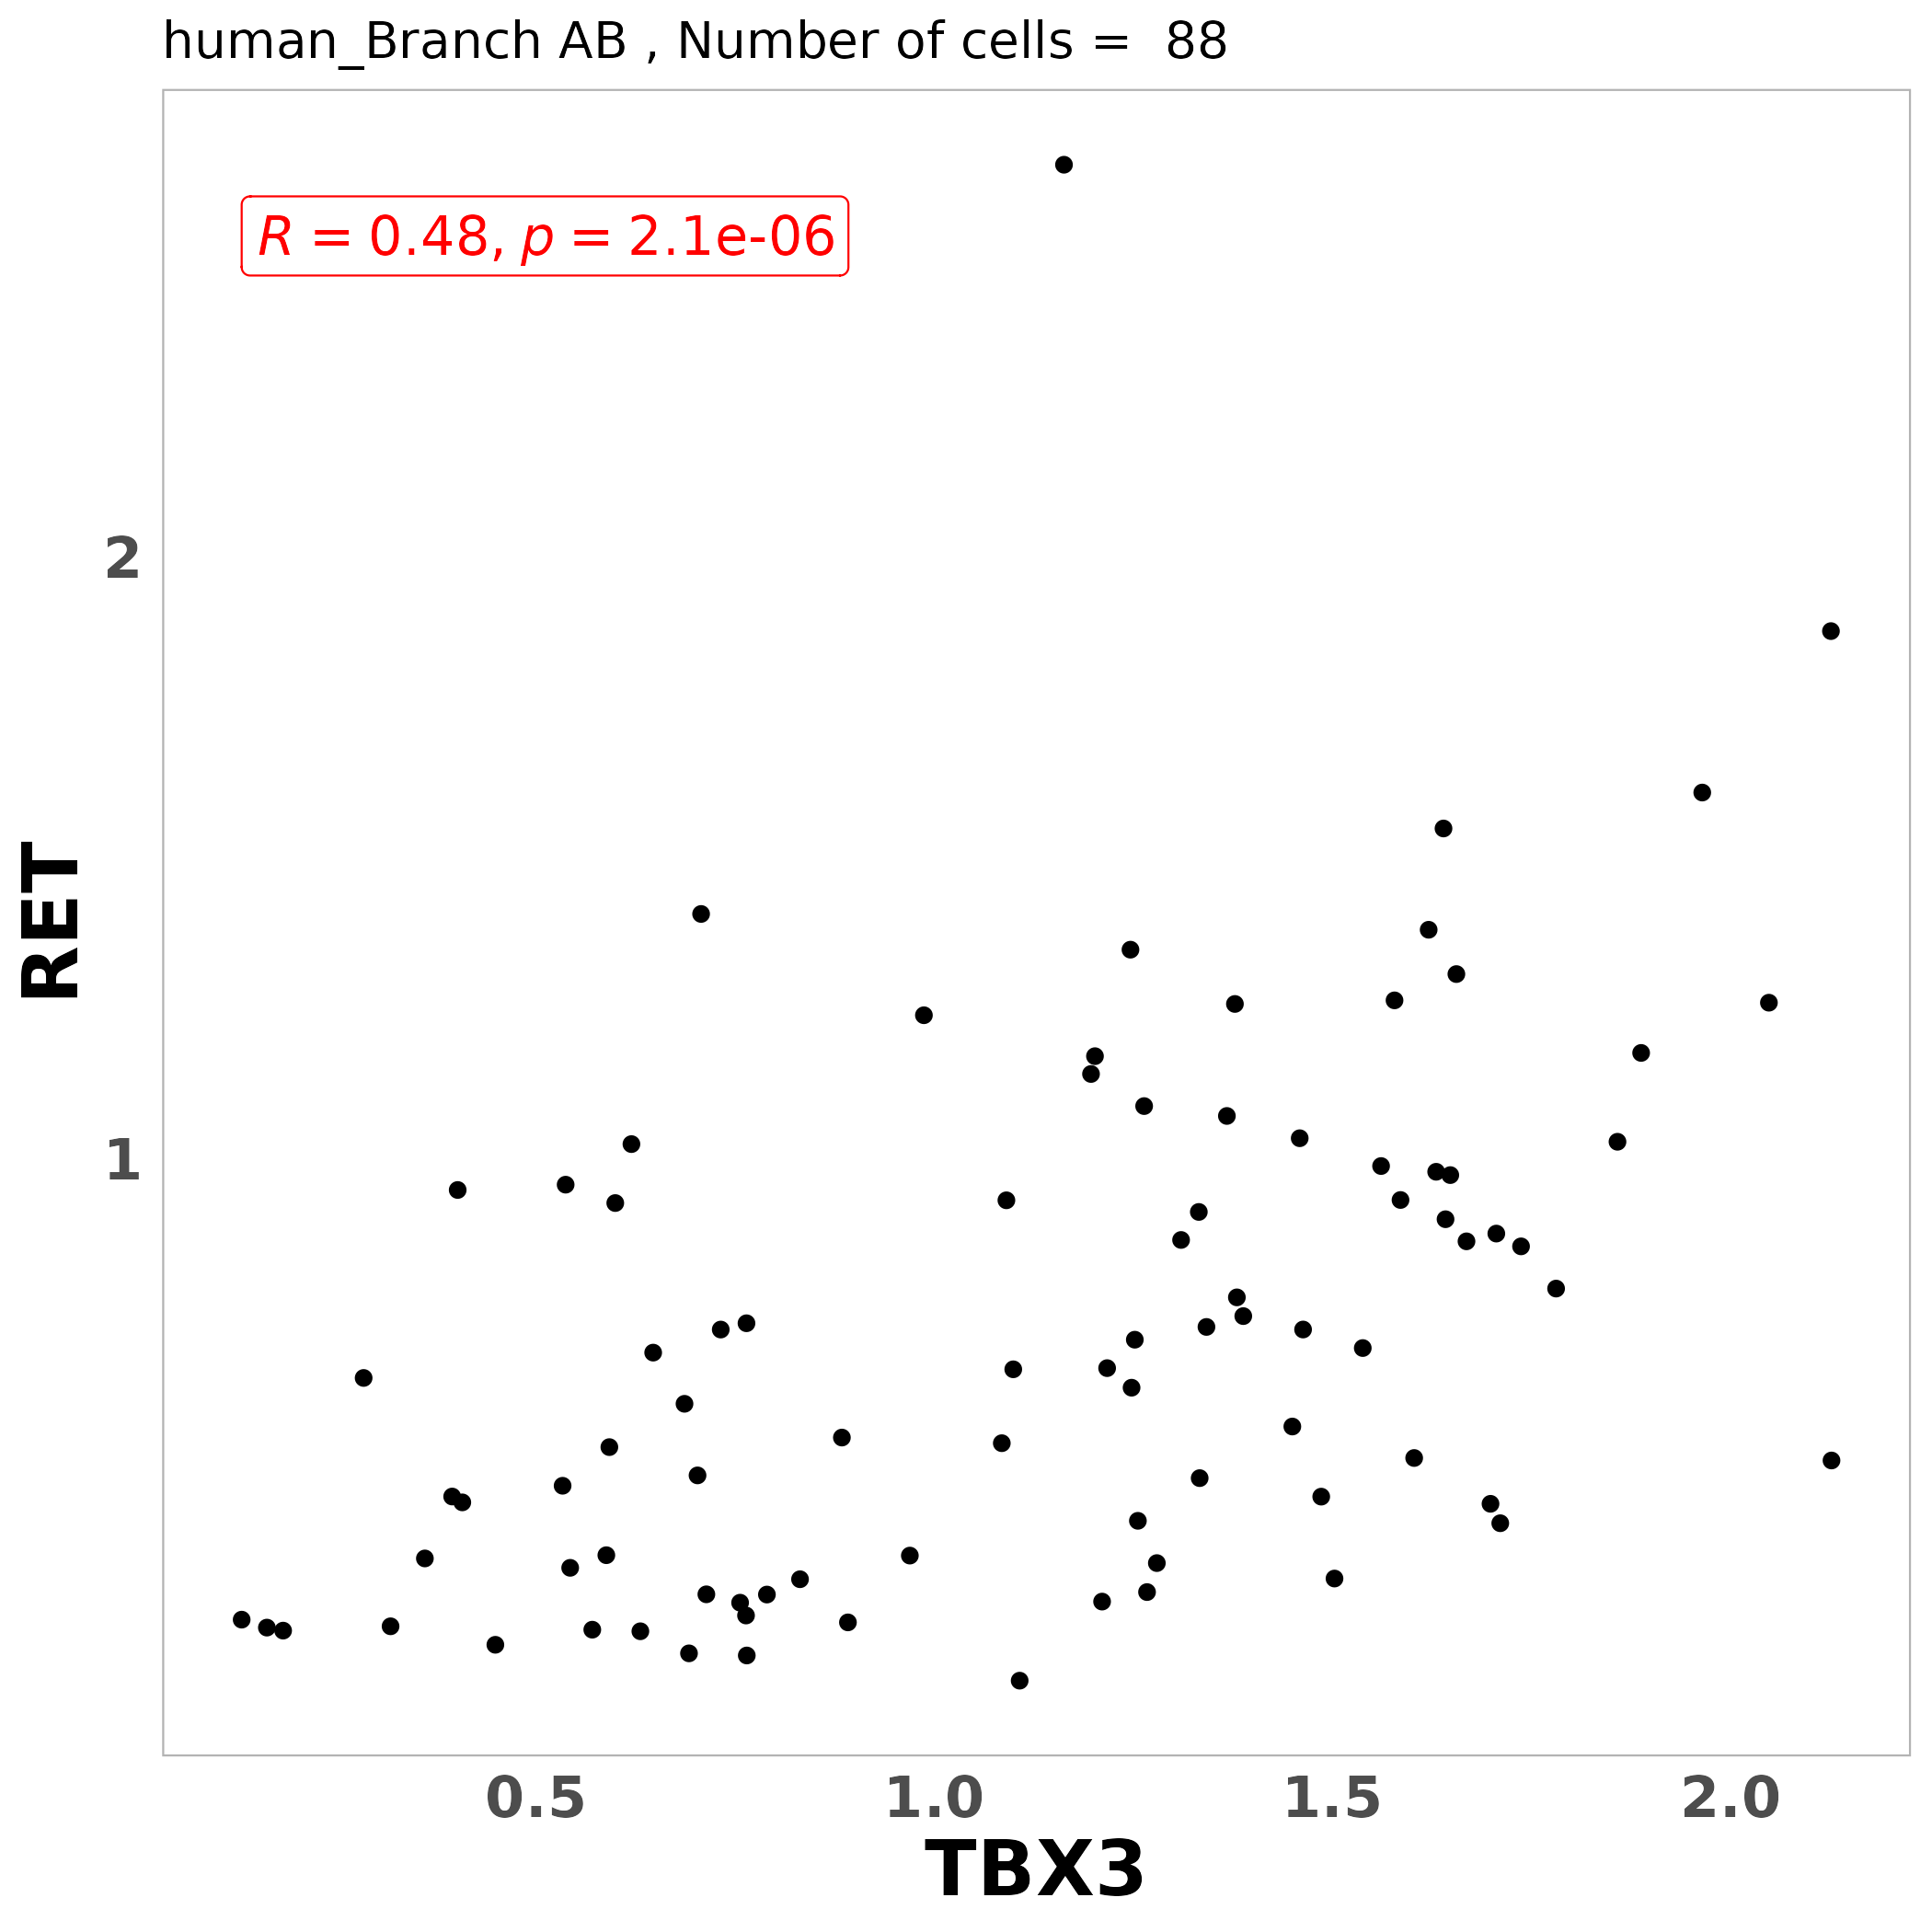 human_Branch AB , Number of cells =  88
R = 0.48, p = 2.1e-06
2
1
RET
0.5 1.0 1.5 2.0
TBX3